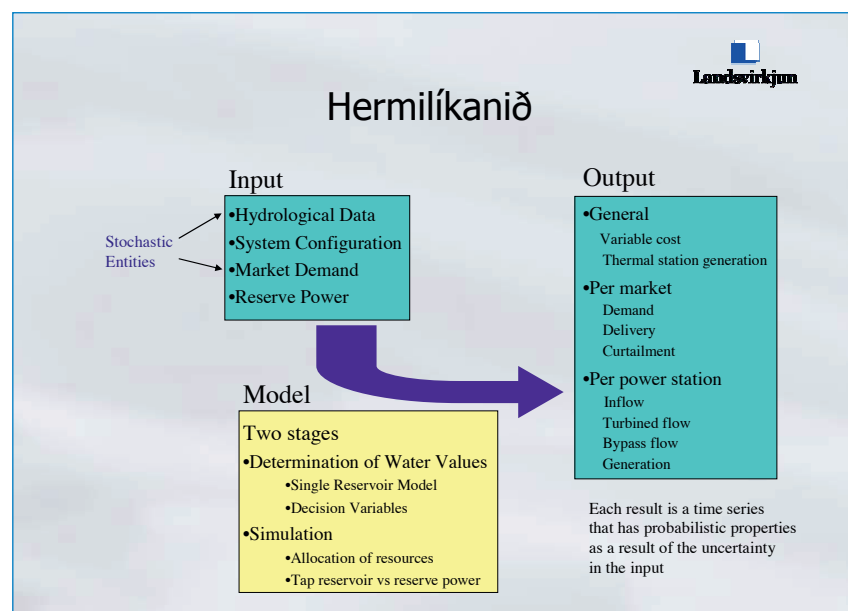 Landsvirkjun
Hermilíkanið
Input
•Hydrological Data
•System Configuration
•Market Demand
•Reserve Power
Stochastic
Entities
Model
Two stages
•Determination of Water Values
•Single Reservoir Model
•Decision Variables
•Simulation
•Allocation of resources
•Tap reservoir vs reserve power
Output
•General
Variable cost
Thermal station generation
•Per market
Demand
Delivery
Curtailment
•Per power station
Inflow
Turbined flow
Bypass flow
Generation
Each result is a time series
that has probabilistic properties
as a result of the uncertainty
in the input